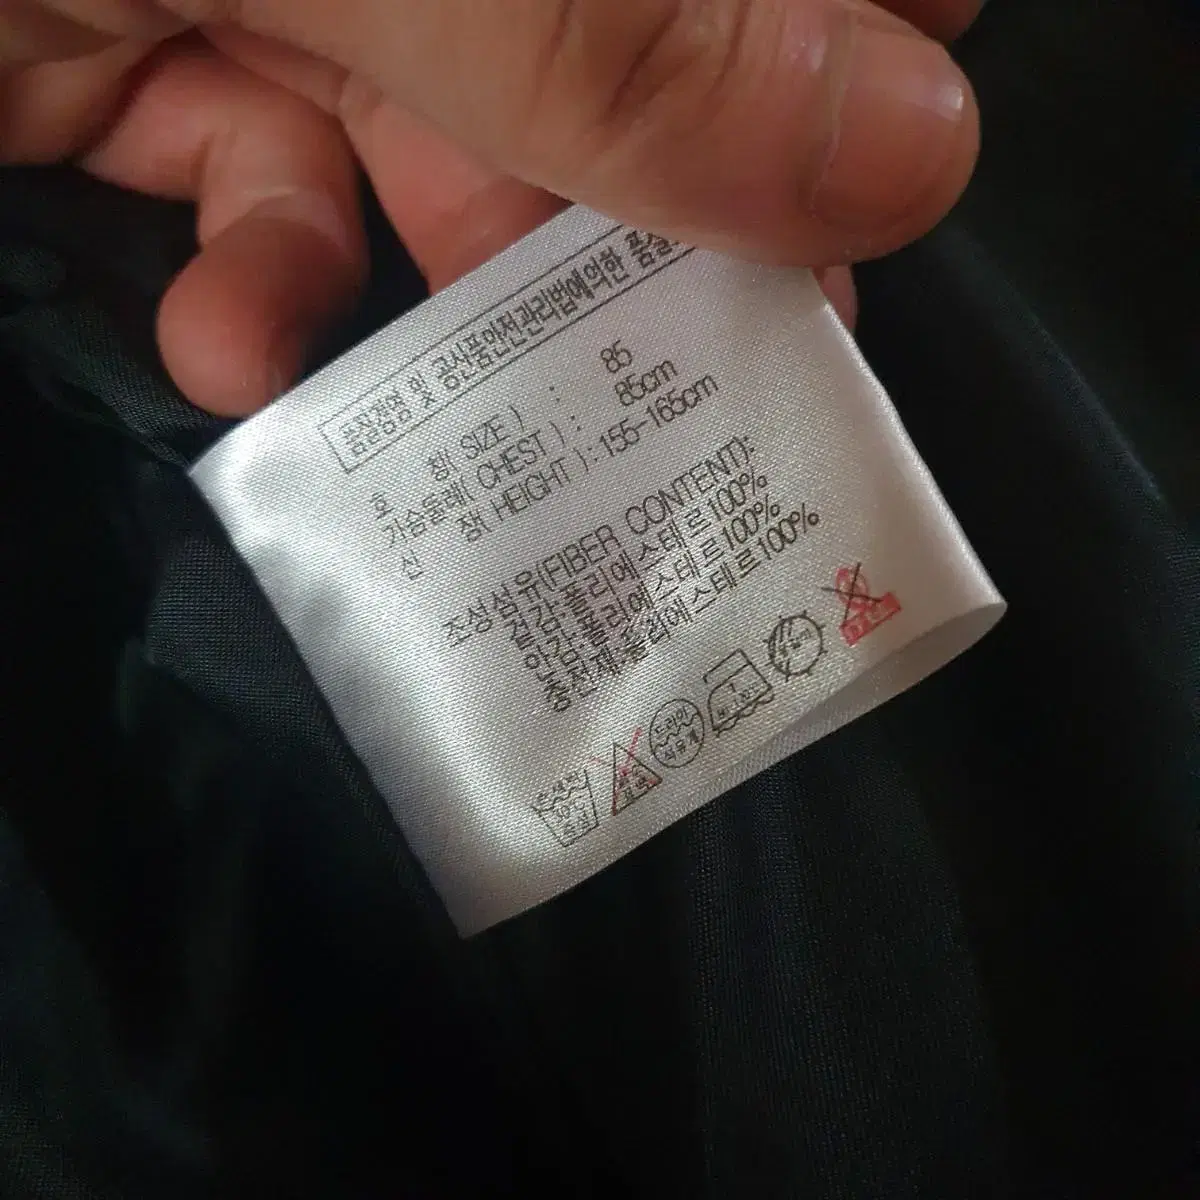 품질경영 및 공산품안전관리법에의한 품질
호 칭( SIZE ) : 85
가슴둘레( CHEST ) : 85cm
신 장( HEIGHT ) : 155-165cm
조성섬유(FIBER CONTENT):
겉감:폴리에스테르100%
안감:폴리에스테르100%
충전재:폴리에스테르100%
드라이